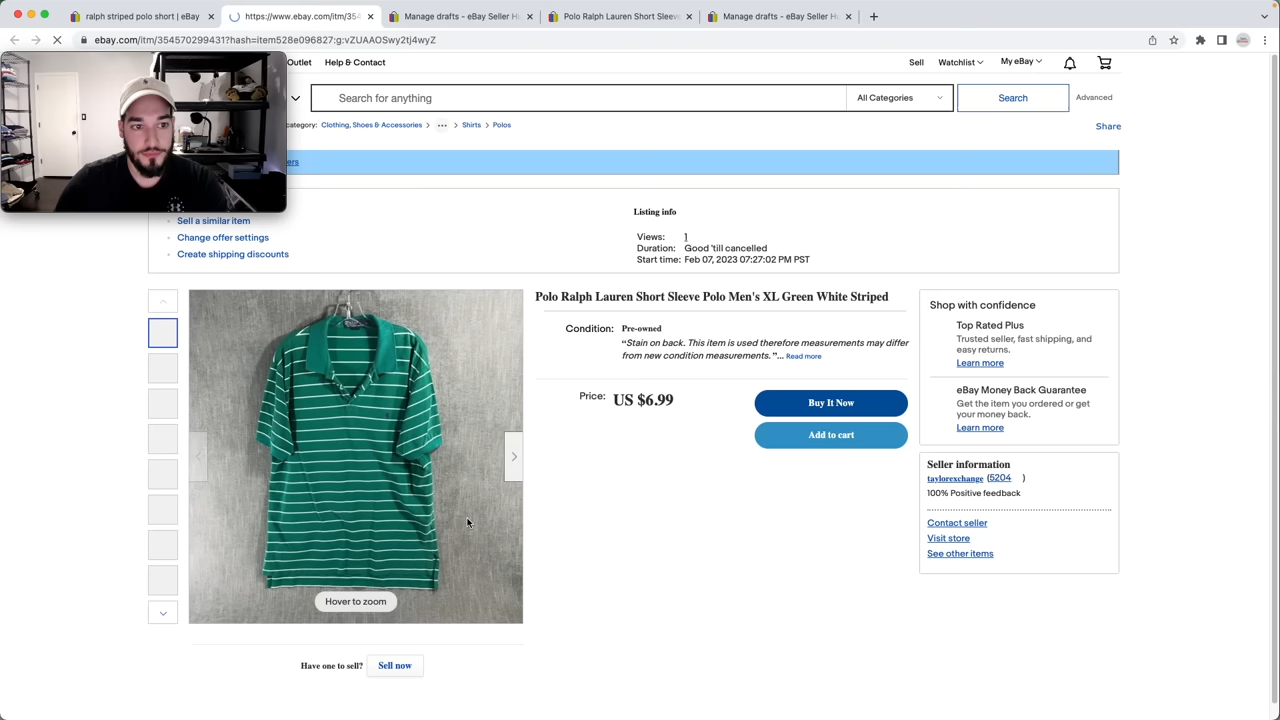 ralph striped polo short | eBay
https://www.ebay.com/itm/354
Manage drafts - eBay Seller Hu
Polo Ralph Lauren Short Sleeve
Manage drafts - eBay Seller Hu
ebay.com/itm/354570299431?hash=item528e096827:g:vZUAAOSwy2tj4wyZ
Outlet
Help & Contact
Sell
Watchlist
My eBay
Search for anything
All Categories
Search
Advanced
category:
Clothing, Shoes & Accessories
Shirts
Polos
Share
ers
Sell a similar item
Change offer settings
Create shipping discounts
Listing info
Views: 1
Duration: Good 'till cancelled
Start time: Feb 07, 2023 07:27:02 PM PST
Polo Ralph Lauren Short Sleeve Polo Men's XL Green White Striped
Condition: Pre-owned
“Stain on back. This item is used therefore measurements may differ
from new condition measurements. ”... Read more
Price: US $6.99
Buy It Now
Add to cart
Hover to zoom
Have one to sell? Sell now
Shop with confidence
Top Rated Plus
Trusted seller, fast shipping, and
easy returns.
Learn more
eBay Money Back Guarantee
Get the item you ordered or get
your money back.
Learn more
Seller information
taylorexchange (5204 )
100% Positive feedback
Contact seller
Visit store
See other items